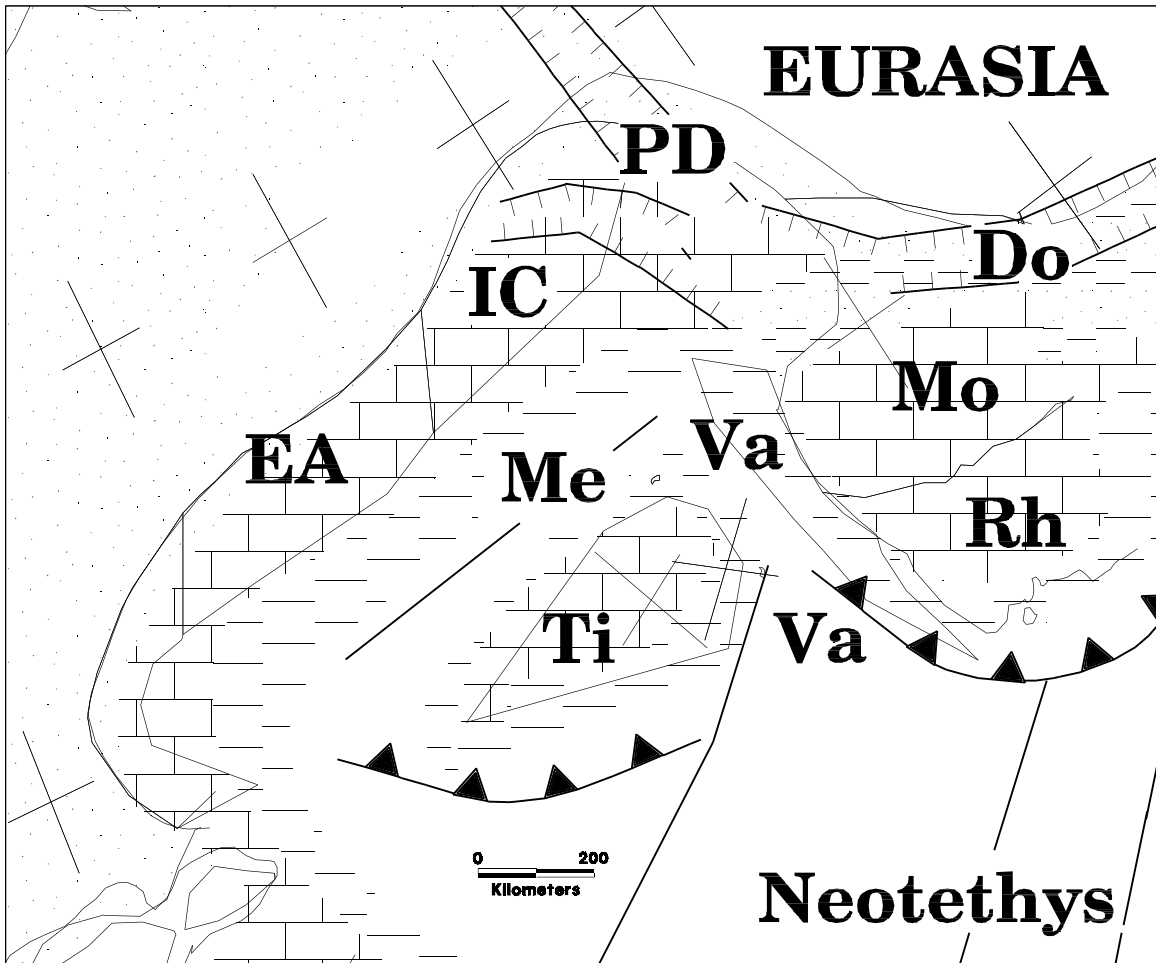 EURASIA
PD
Do
IC
Mo
Va
EA
Me
Rh
Ti
Va
0 200
Kilometers
Neotethys